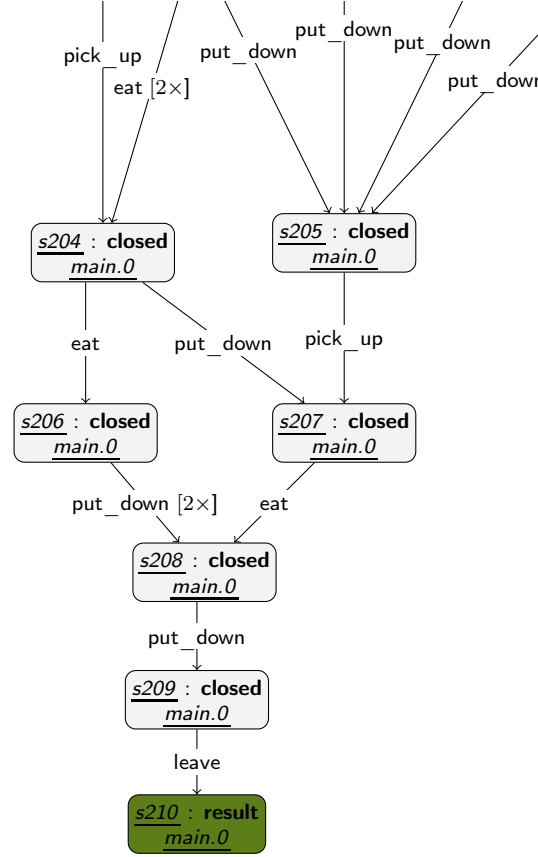 put_down
put_down
put_down
pick_up
put_down
eat [2×]
put_down
s204 : closed
main.0
s205 : closed
main.0
eat
put_down
pick_up
s206 : closed
main.0
s207 : closed
main.0
put_down [2×]
eat
s208 : closed
main.0
put_down
s209 : closed
main.0
leave
s210 : result
main.0